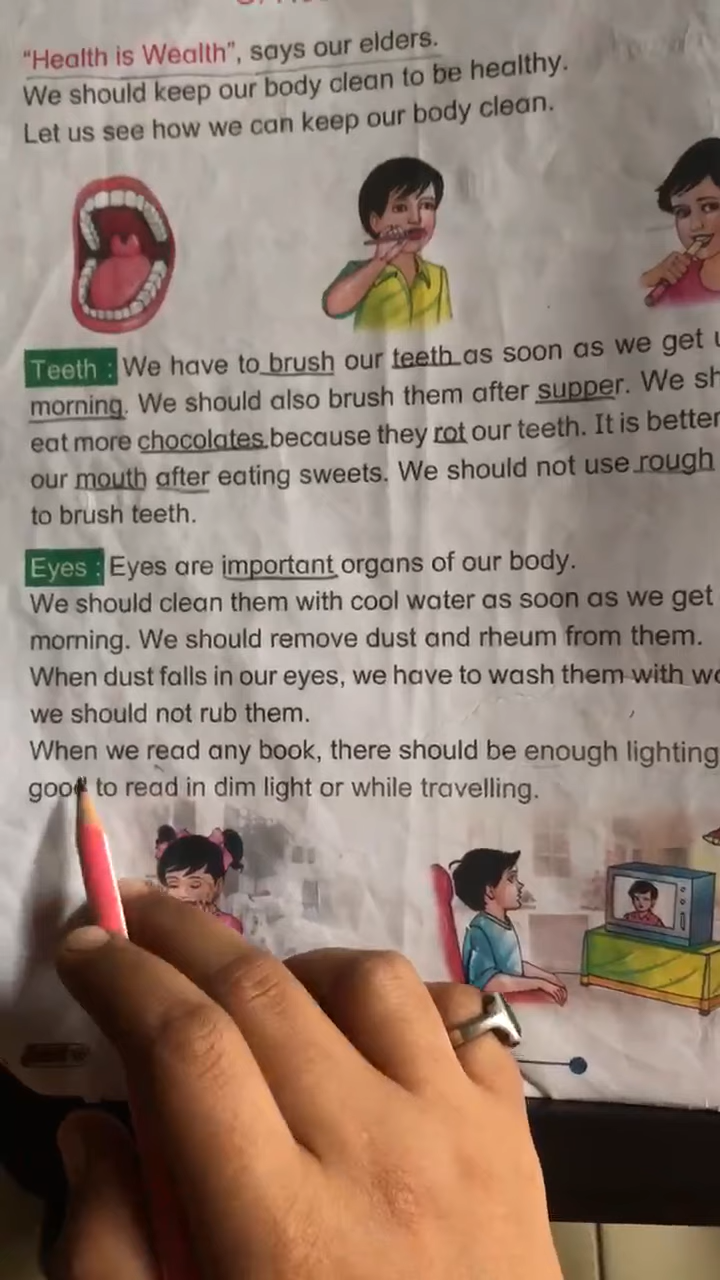 "Health is Wealth", says our elders.
We should keep our body clean to be healthy.
Let us see how we can keep our body clean.
Teeth : We have to brush our teeth as soon as we get
morning. We should also brush them after supper. We
eat more chocolates because they rot our teeth. It is better
our mouth after eating sweets. We should not use rough
to brush teeth.
Eyes : Eyes are important organs of our body.
We should clean them with cool water as soon as we get
morning. We should remove dust and rheum from them.
When dust falls in our eyes, we have to wash them with
we should not rub them.
When we read any book, there should be enough lighting
good to read in dim light or while travelling.